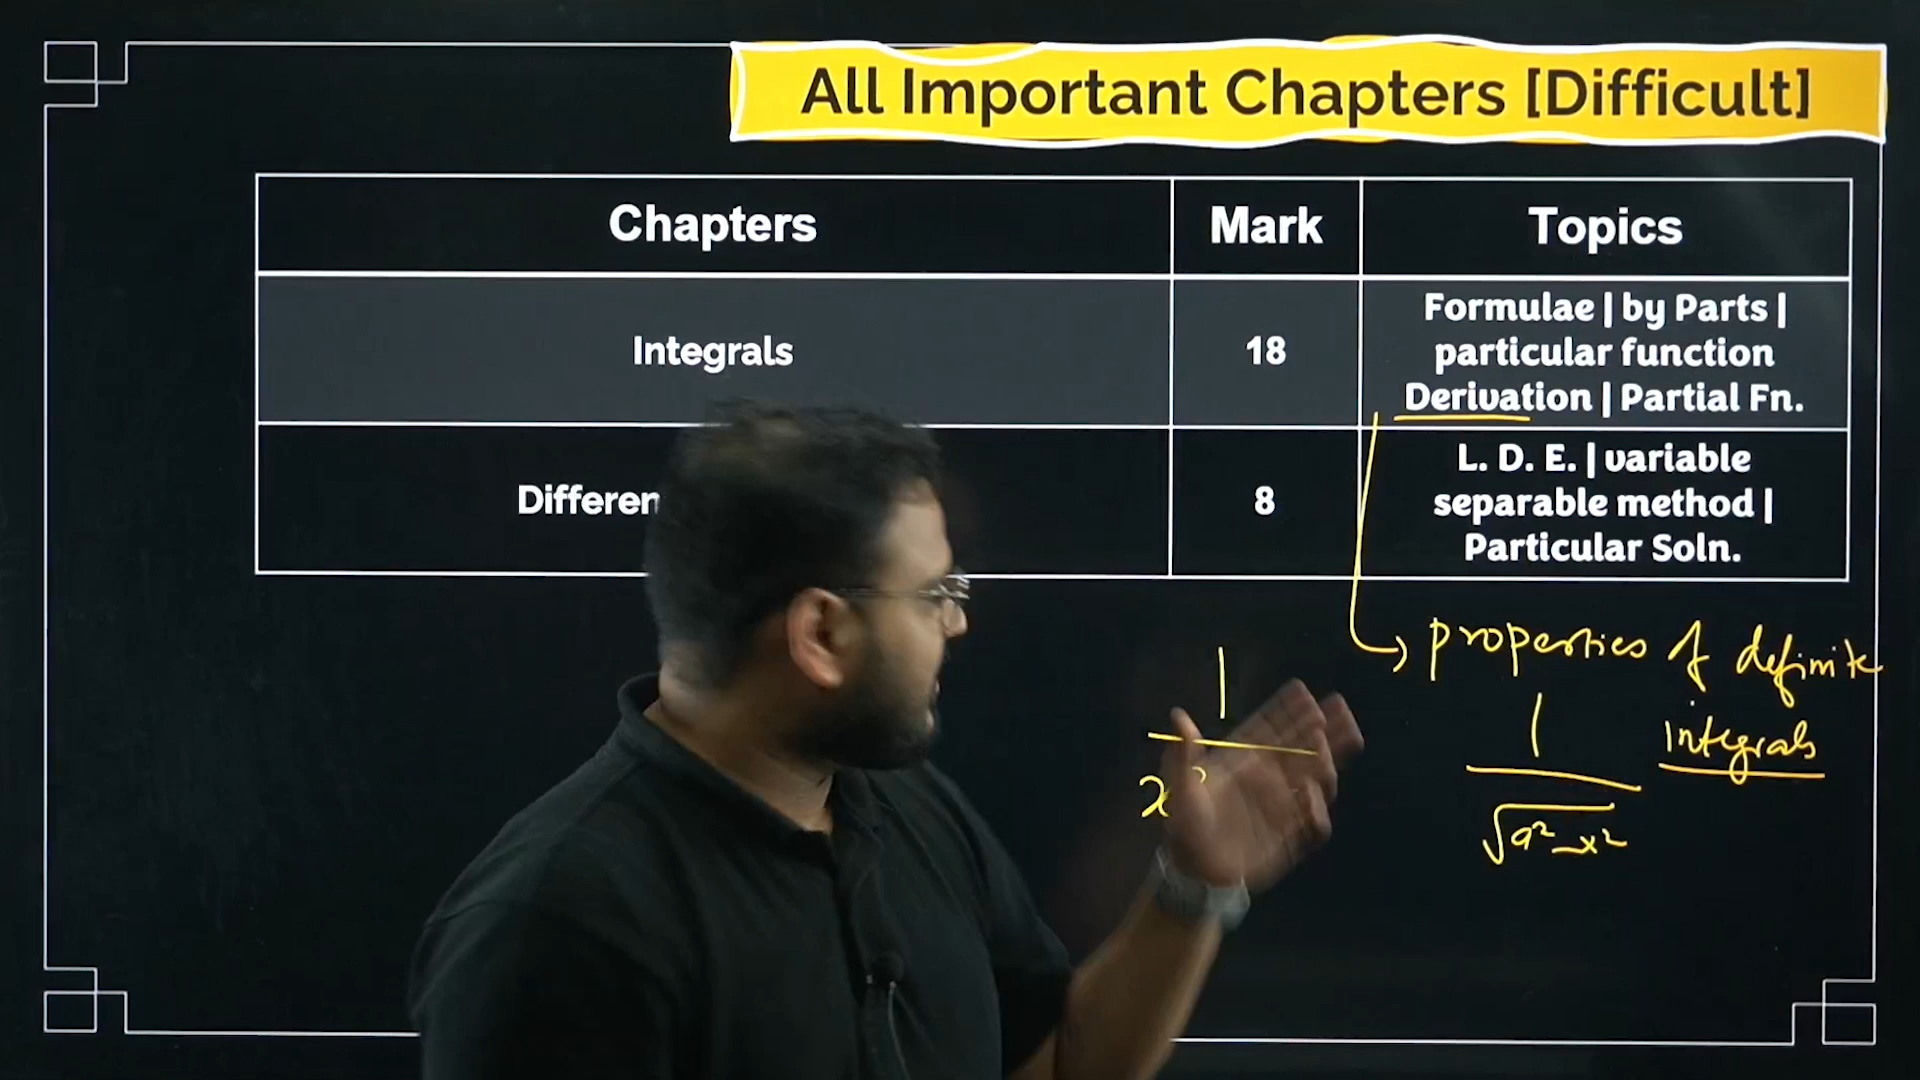 All Important Chapters [Difficult]
Chapters
Mark
Topics
Integrals
18
Formulae | by Parts |
particular function
Derivation | Partial Fn.
Differen
8
L. D. E. | variable
separable method |
Particular Soln.
properties of definite
integrals
1
x²
1
√a²-x²